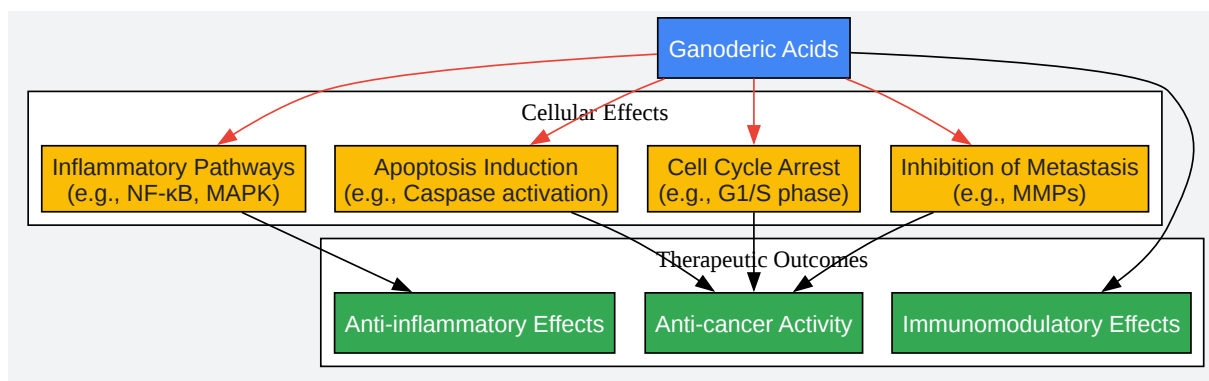 Ganoderic Acids
Cellular Effects
Inflammatory Pathways
(e.g., NF-κB, MAPK)
Apoptosis Induction
(e.g., Caspase activation)
Cell Cycle Arrest
(e.g., G1/S phase)
Inhibition of Metastasis
(e.g., MMPs)
Therapeutic Outcomes
Anti-inflammatory Effects
Anti-cancer Activity
Immunomodulatory Effects